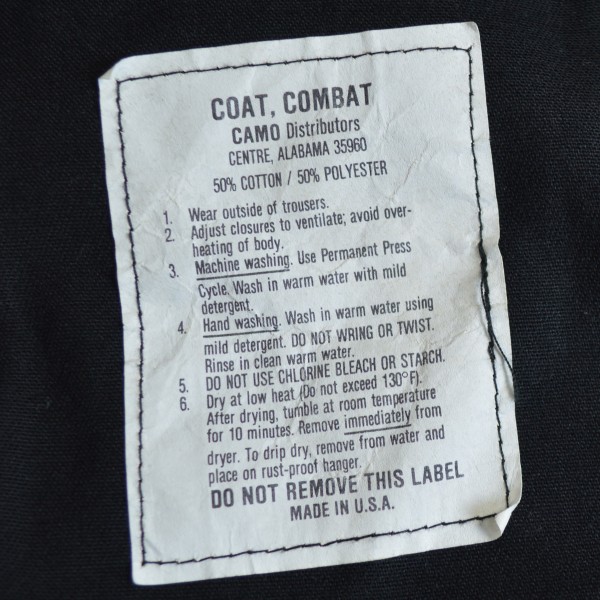 COAT, COMBAT
CAMO Distributors
CENTRE, ALABAMA 35960
50% COTTON / 50% POLYESTER
1. Wear outside of trousers.
2. Adjust closures to ventilate; avoid over-
heating of body.
3. Machine washing. Use Permanent Press
Cycle. Wash in warm water with mild
detergent.
4. Hand washing. Wash in warm water using
mild detergent. DO NOT WRING OR TWIST.
Rinse in clean warm water.
5. DO NOT USE CHLORINE BLEACH OR STARCH.
6. Dry at low heat (Do not exceed 130°F).
After drying, tumble at room temperature
for 10 minutes. Remove immediately from
dryer. To drip dry, remove from water and
place on rust-proof hanger.
DO NOT REMOVE THIS LABEL
MADE IN U.S.A.